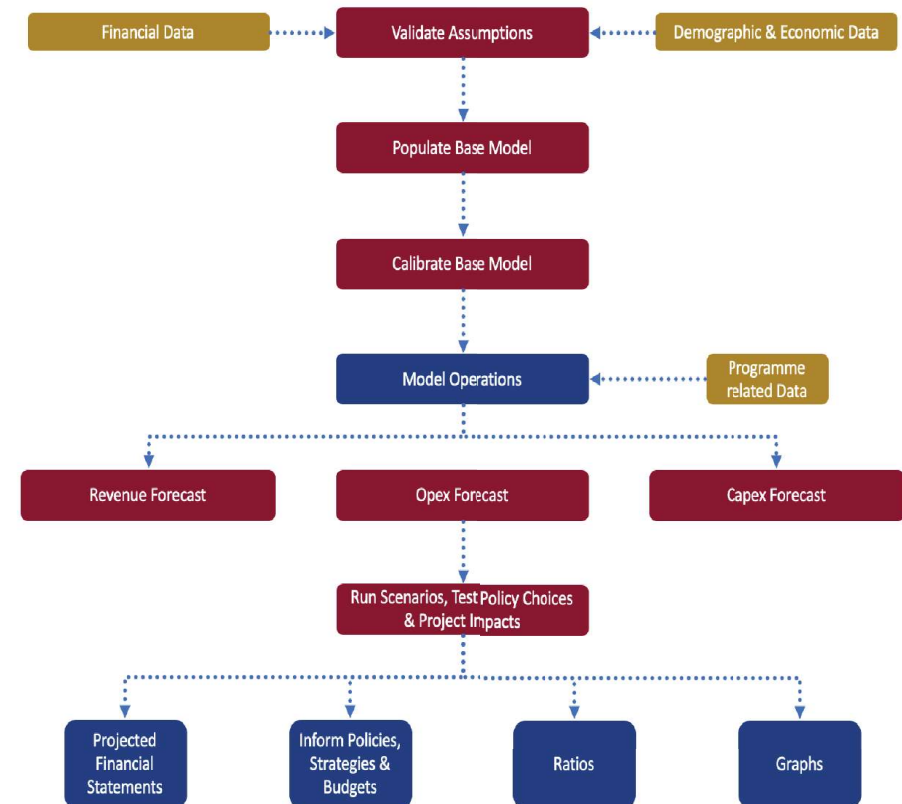 Financial Data
Validate Assumptions
Demographic & Economic Data
Populate Base Model
Calibrate Base Model
Model Operations
Programme
related Data
Revenue Forecast
Opex Forecast
Capex Forecast
Run Scenarios, Test Policy Choices
& Project Impacts
Projected
Financial
Statements
Inform Policies,
Strategies &
Budgets
Ratios
Graphs